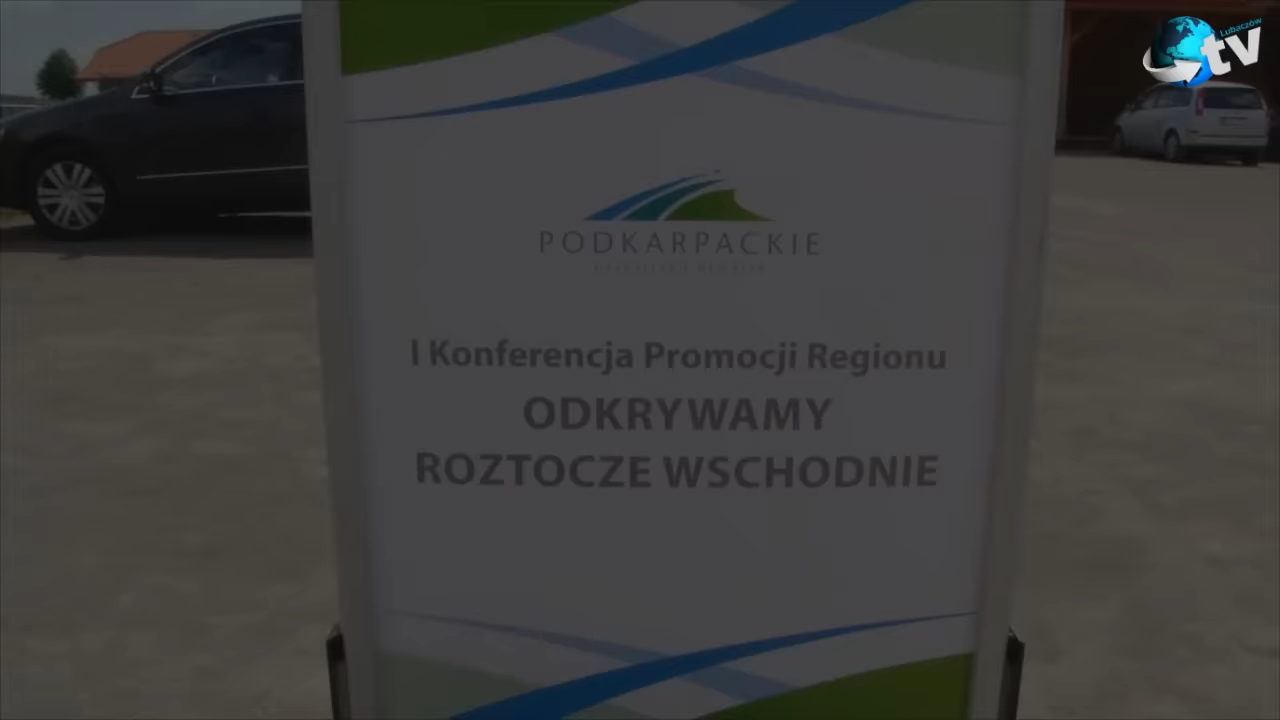 Lubaczów
tv
PODKARPACKIE
I Konferencja Promocji Regionu
ODKRYWAMY
ROZTOCZE WSCHODNIE